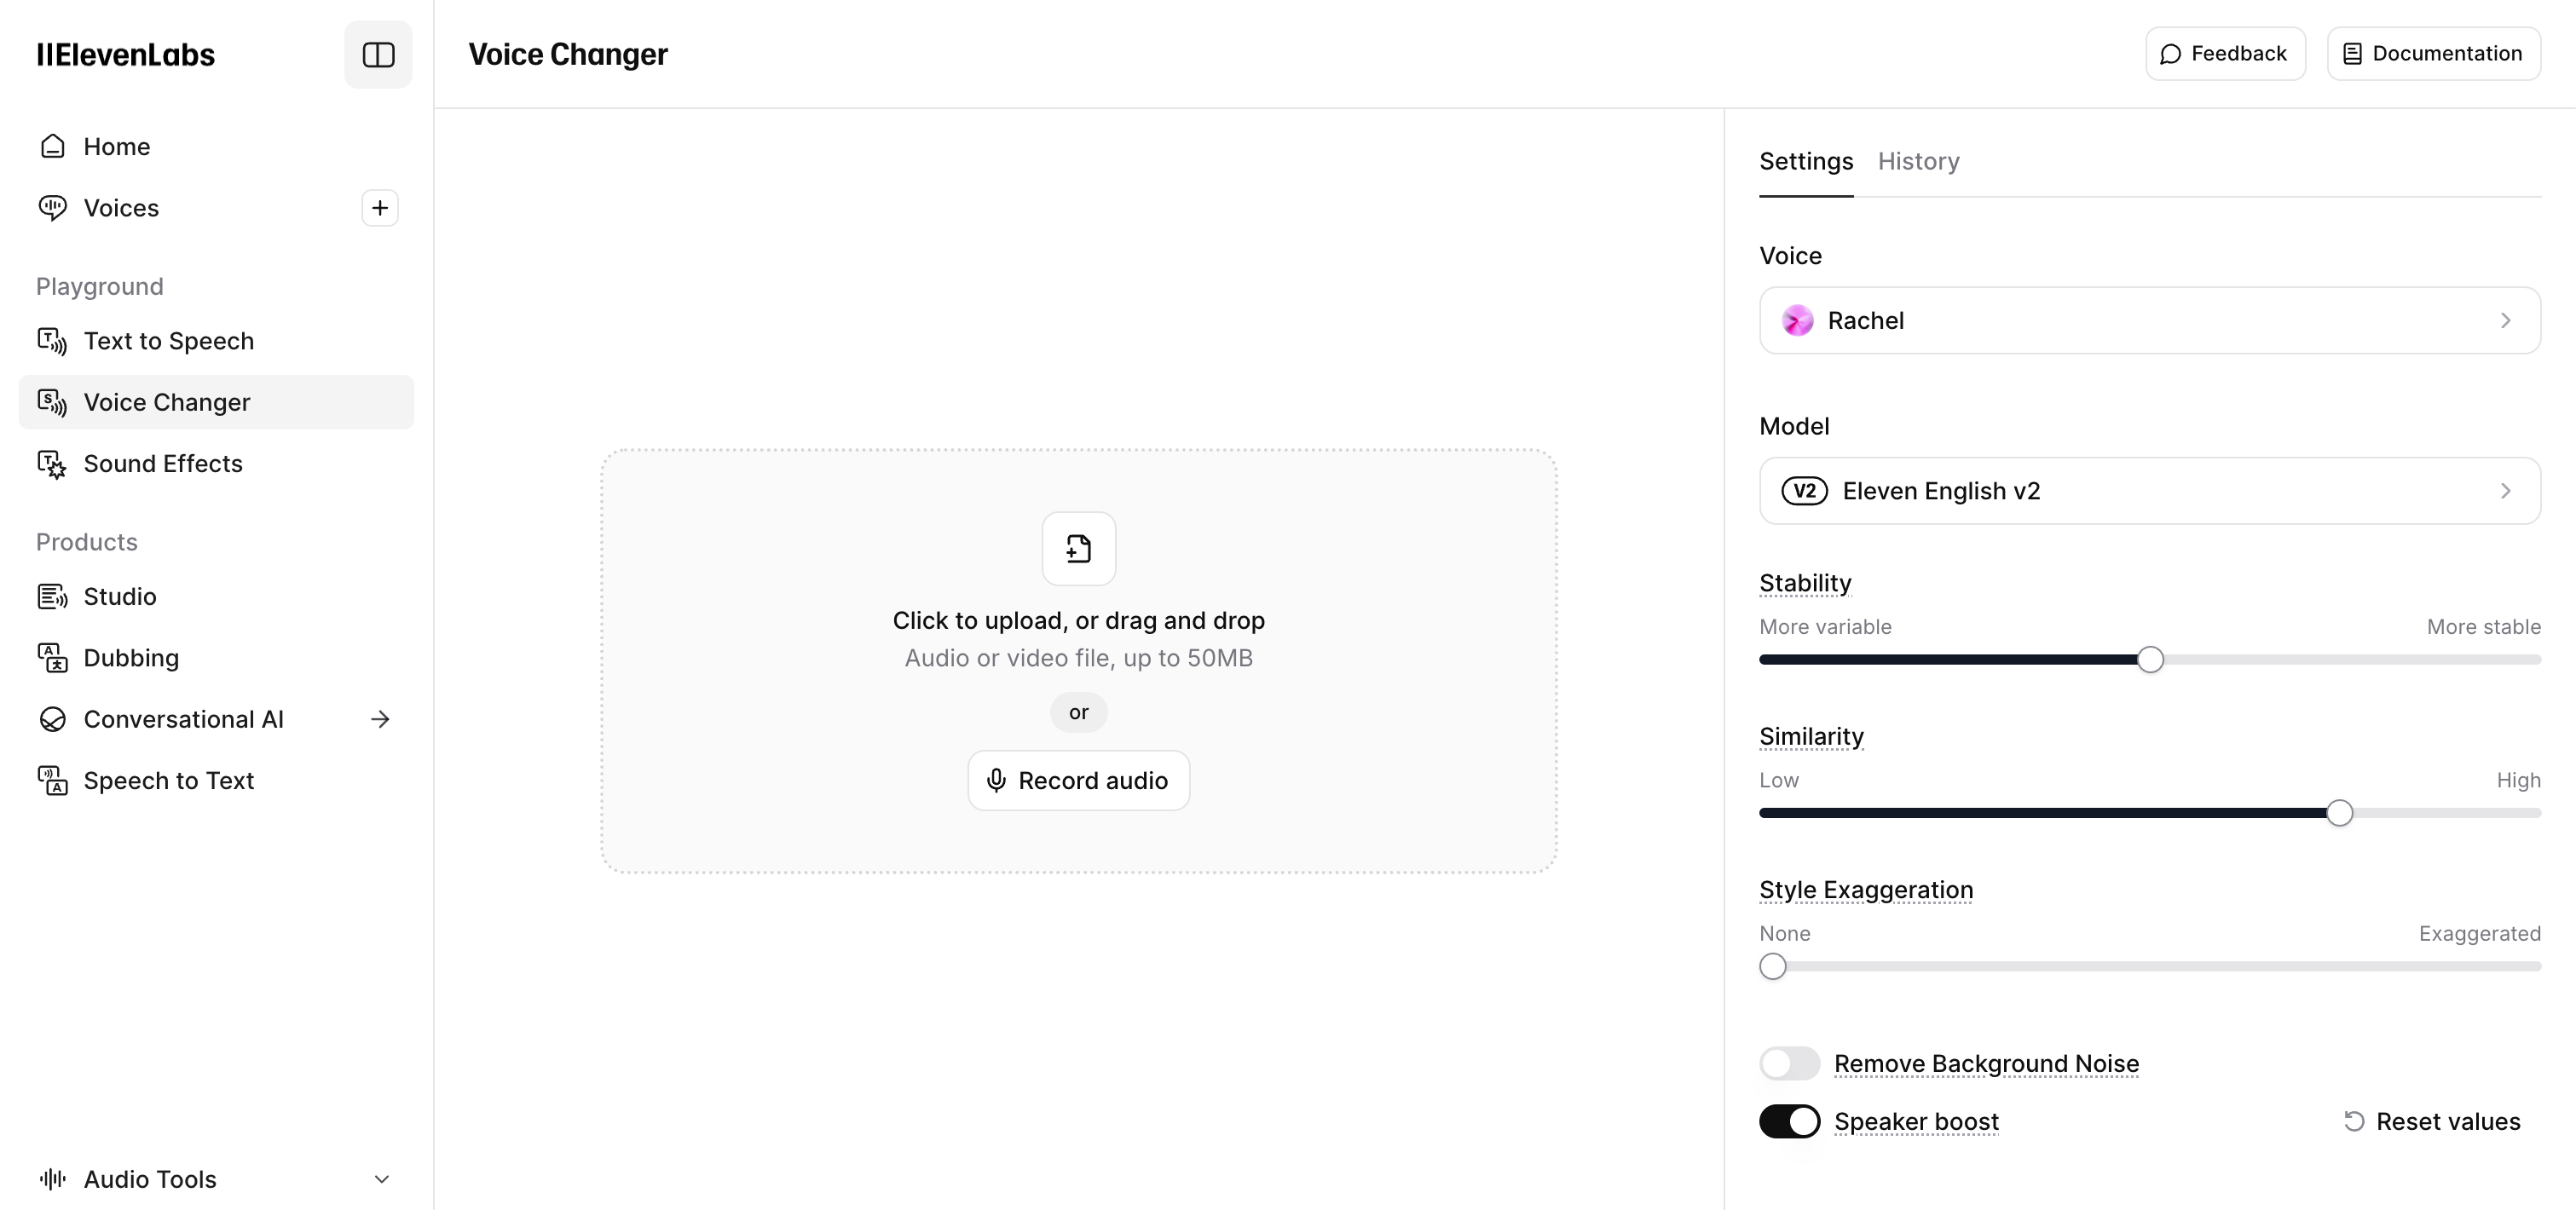 IIElevenLabs
Home
Voices
Playground
Text to Speech
Voice Changer
Sound Effects
Products
Studio
Dubbing
Conversational AI
Speech to Text
Audio Tools
Voice Changer
Feedback
Documentation
Click to upload, or drag and drop
Audio or video file, up to 50MB
or
Record audio
Settings History
Voice
Rachel
Model
V2 Eleven English v2
Stability
More variable More stable
Similarity
Low High
Style Exaggeration
None Exaggerated
Remove Background Noise
Speaker boost Reset values